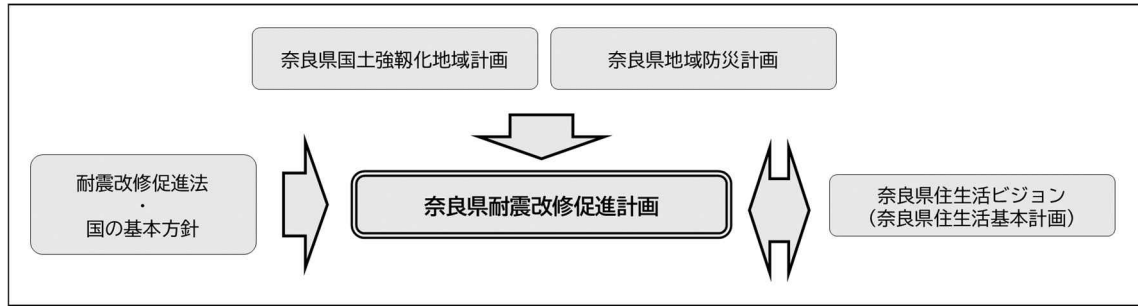 奈良県国土強靱化地域計画
奈良県地域防災計画
耐震改修促進法
・
国の基本方針
奈良県耐震改修促進計画
奈良県住生活ビジョン
（奈良県住生活基本計画）